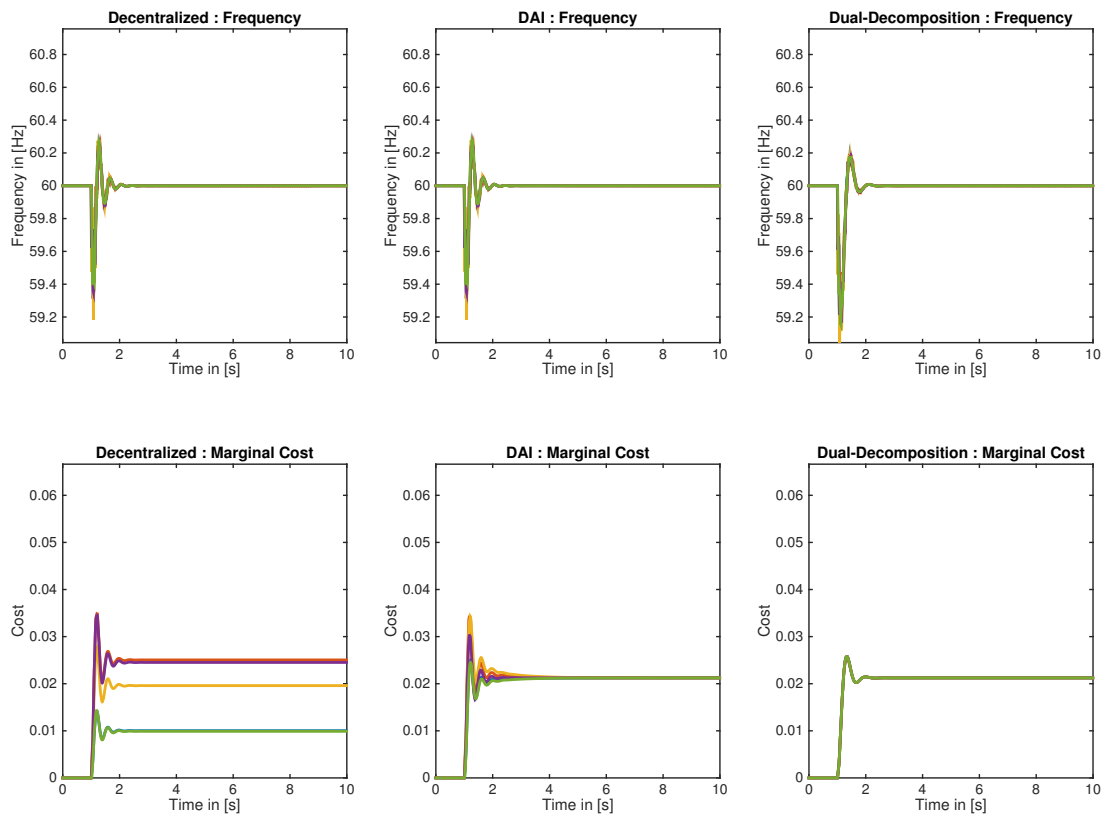 Decentralized : Frequency
Frequency in [Hz]
60.8
60.6
60.4
60.2
60
59.8
59.6
59.4
59.2
0 2 4 6 8 10
Time in [s]
DAI : Frequency
Frequency in [Hz]
60.8
60.6
60.4
60.2
60
59.8
59.6
59.4
59.2
0 2 4 6 8 10
Time in [s]
Dual-Decomposition : Frequency
Frequency in [Hz]
60.8
60.6
60.4
60.2
60
59.8
59.6
59.4
59.2
0 2 4 6 8 10
Time in [s]
Decentralized : Marginal Cost
Cost
0.06
0.05
0.04
0.03
0.02
0.01
0
0 2 4 6 8 10
Time in [s]
DAI : Marginal Cost
Cost
0.06
0.05
0.04
0.03
0.02
0.01
0
0 2 4 6 8 10
Time in [s]
Dual-Decomposition : Marginal Cost
Cost
0.06
0.05
0.04
0.03
0.02
0.01
0
0 2 4 6 8 10
Time in [s]